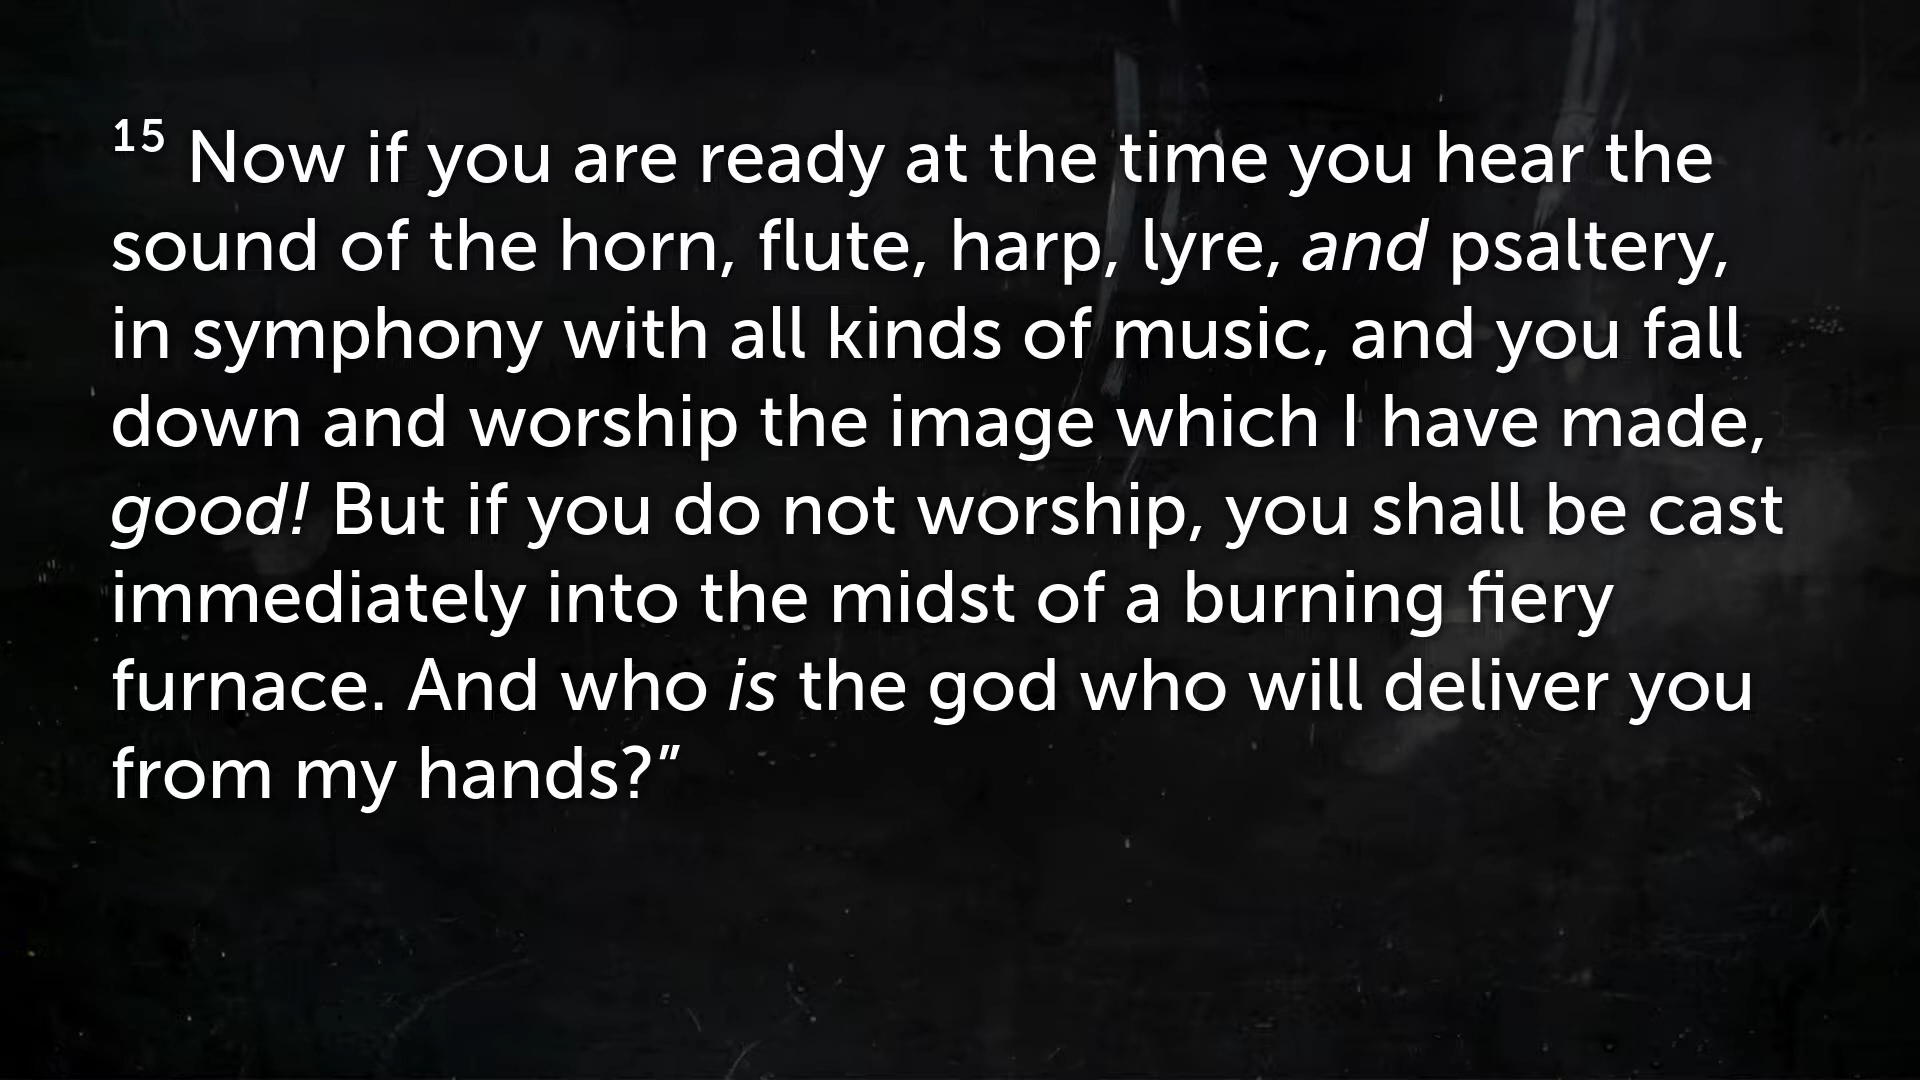 15 Now if you are ready at the time you hear the
sound of the horn, flute, harp, lyre, and psaltery,
in symphony with all kinds of music, and you fall
down and worship the image which I have made,
good! But if you do not worship, you shall be cast
immediately into the midst of a burning fiery
furnace. And who is the god who will deliver you
from my hands?”